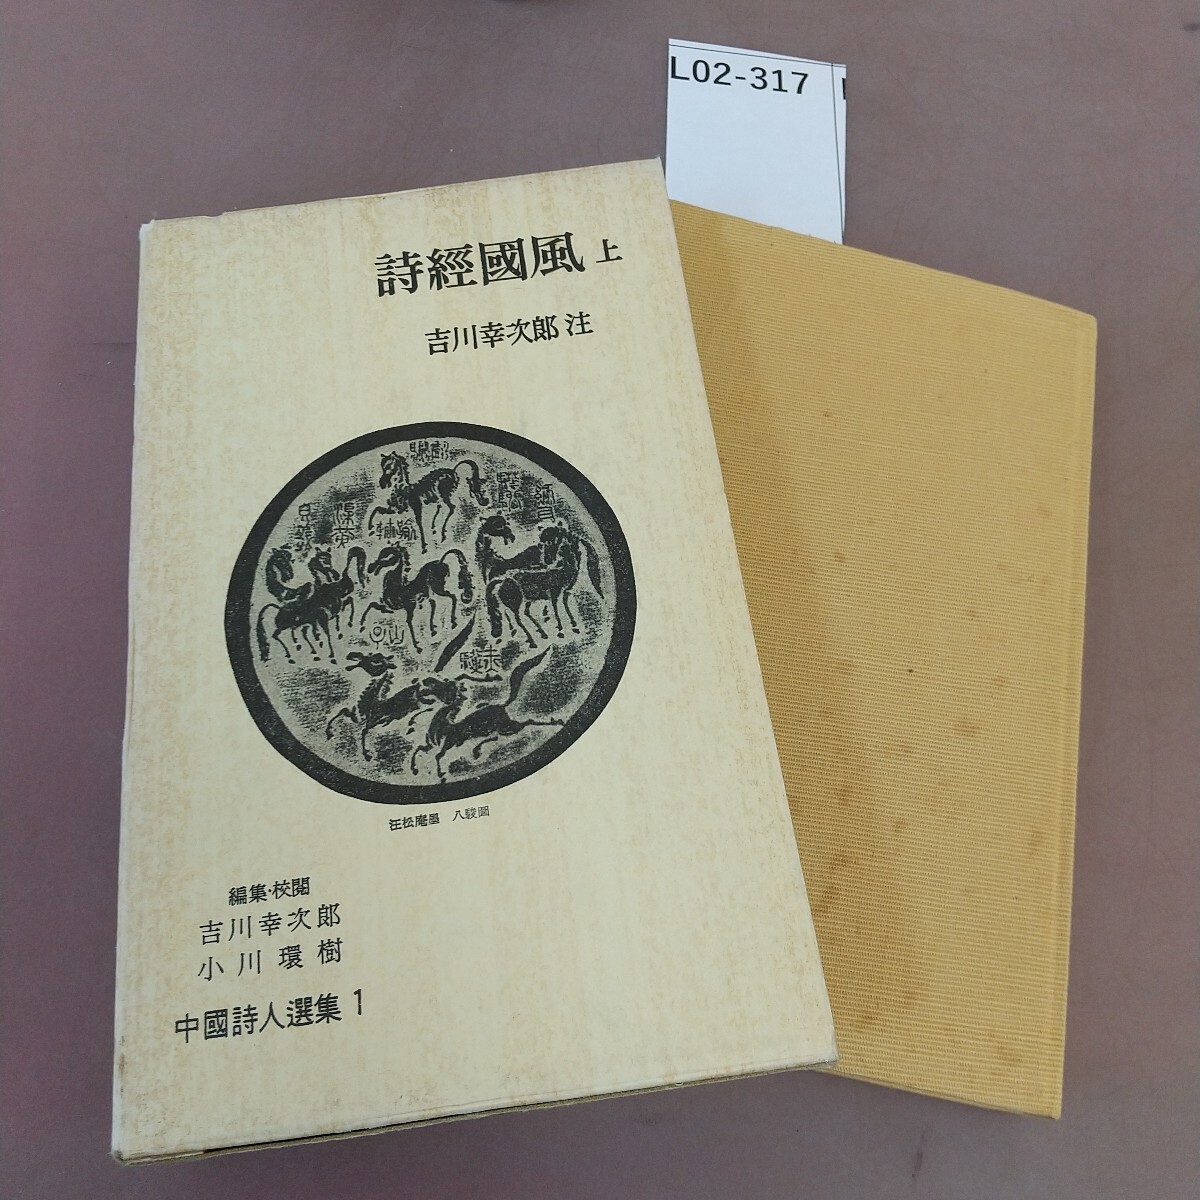 L02-317
詩經國風 上
吉川幸次郎 注
汪松庵墨 八駿圖
編集·校閲
吉川幸次郎
小川環樹
中國詩人選集 1